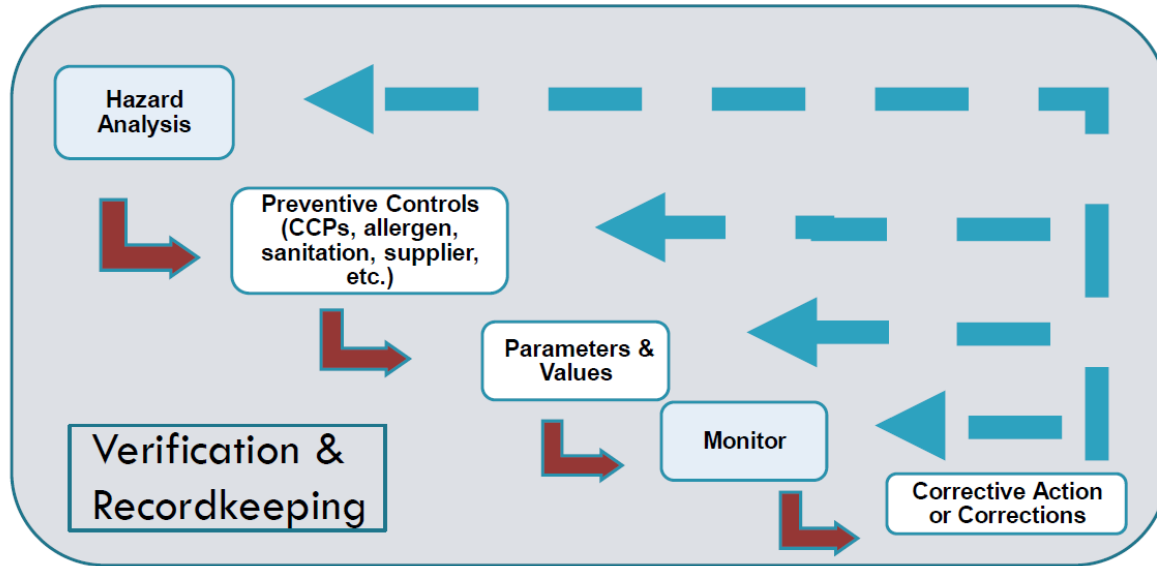 Hazard
Analysis
Preventive Controls
(CCPs, allergen,
sanitation, supplier,
etc.)
Parameters &
Values
Monitor
Corrective Action
or Corrections
Verification &
Recordkeeping